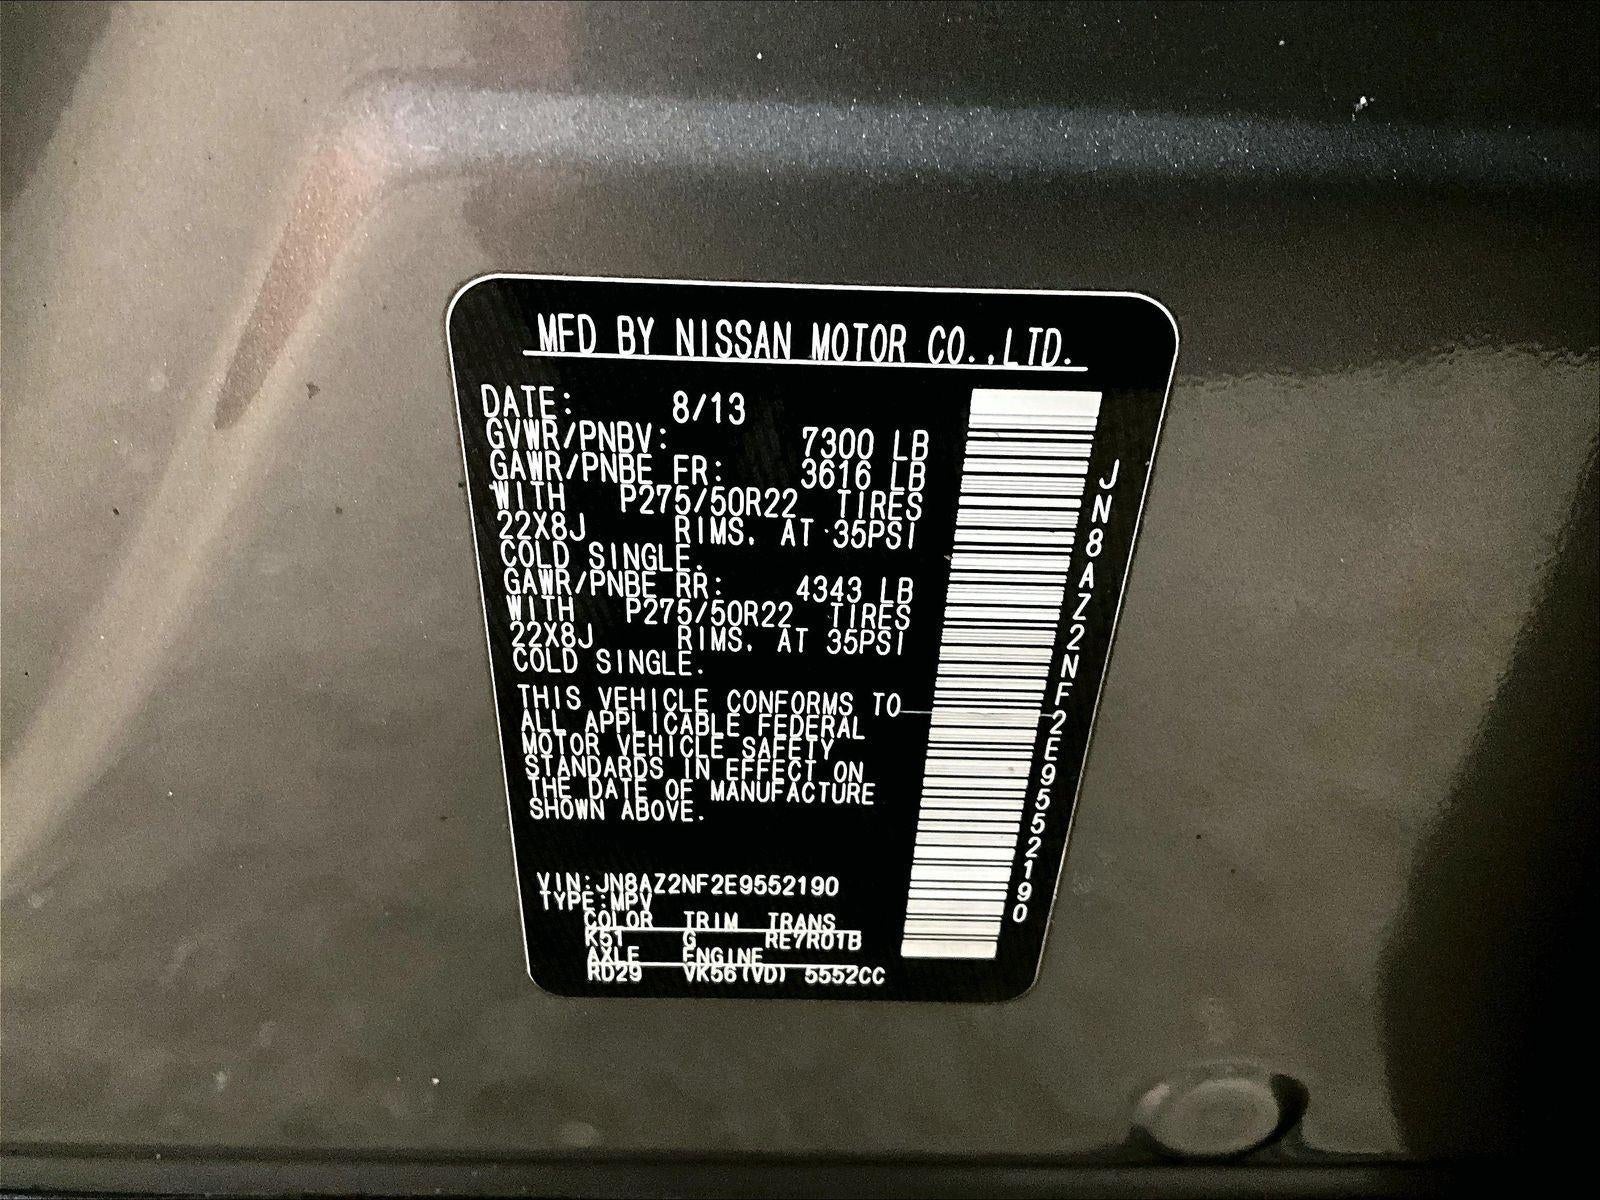 MFD BY NISSAN MOTOR CO.,LTD.
DATE: 8/13
GVWR/PNBV: 7300 LB
GAWR/PNBE FR: 3616 LB
WITH P275/50R22 TIRES
22X8J RIMS. AT 35PSI
COLD SINGLE.
GAWR/PNBE RR: 4343 LB
WITH P275/50R22 TIRES
22X8J RIMS. AT 35PSI
COLD SINGLE.
THIS VEHICLE CONFORMS TO
ALL APPLICABLE FEDERAL
MOTOR VEHICLE SAFETY
STANDARDS IN EFFECT ON
THE DATE OF MANUFACTURE
SHOWN ABOVE.
VIN:JN8AZ2NF2E9552190
TYPE:MPV
COLOR TRIM TRANS
K51 G RE7R01B
AXLE ENGINE
RD29 VK56(VD) 5552CC
JN8AZ2NF2E9552190